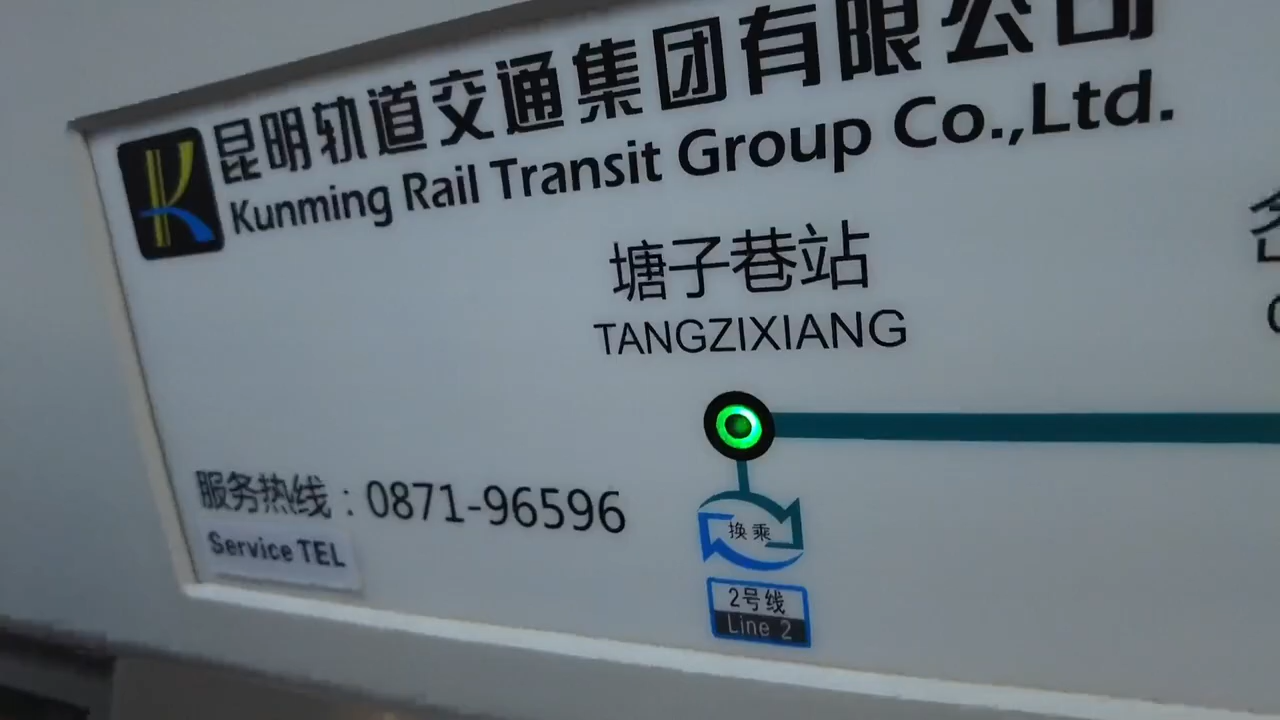 昆明轨道交通集团有限公司
Kunming Rail Transit Group Co.,Ltd.
塘子巷站
TANGZIXIANG
服务热线：0871-96596
Service TEL
换乘
2号线
Line 2